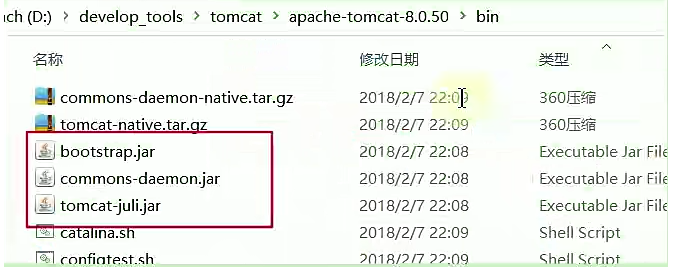 ach (D:) › develop_tools › tomcat › apache-tomcat-8.0.50 › bin
名称 修改日期 类型
commons-daemon-native.tar.gz 2018/2/7 22:09 360压缩
tomcat-native.tar.gz 2018/2/7 22:09 360压缩
bootstrap.jar 2018/2/7 22:08 Executable Jar File
commons-daemon.jar 2018/2/7 22:08 Executable Jar File
tomcat-juli.jar 2018/2/7 22:08 Executable Jar File
catalina.sh 2018/2/7 22:09 Shell Script
configtest.sh 2018/2/7 22:09 Shell Script